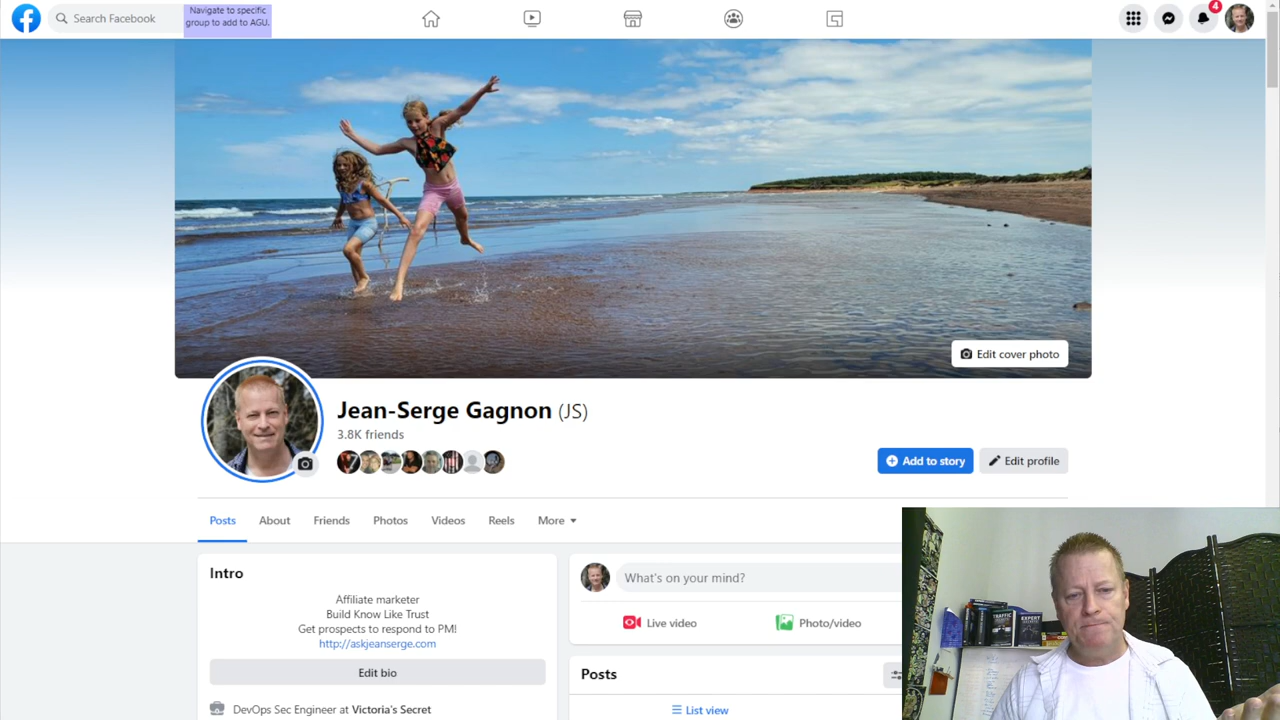 Search Facebook
Navigate to specific
group to add to AGU.
4
Edit cover photo
Jean-Serge Gagnon (JS)
3.8K friends
Add to story
Edit profile
Posts
About
Friends
Photos
Videos
Reels
More
Intro
Affiliate marketer
Build Know Like Trust
Get prospects to respond to PM!
http://askjeanserge.com
Edit bio
DevOps Sec Engineer at Victoria's Secret
What's on your mind?
Live video
Photo/video
Posts
List view
TRAFFIC
EXPERT